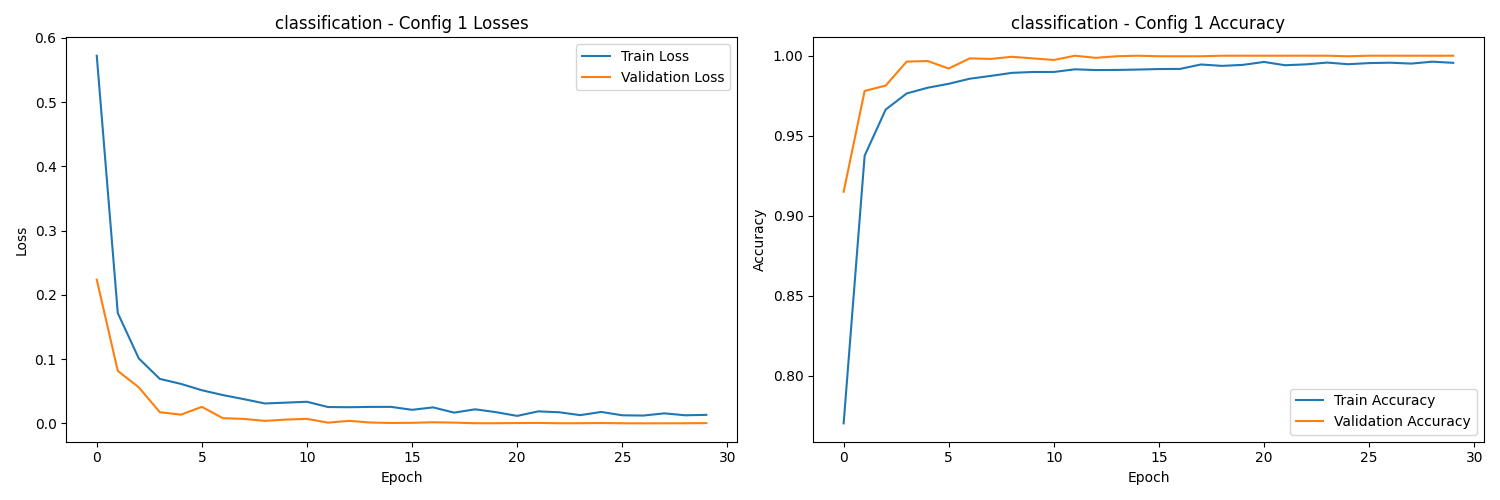 classification - Config 1 Losses
0.6
0.5
0.4
0.3
0.2
0.1
0.0
Loss
Train Loss
Validation Loss
0 5 10 15 20 25 30
Epoch
classification - Config 1 Accuracy
1.00
0.95
0.90
0.85
0.80
Accuracy
Train Accuracy
Validation Accuracy
0 5 10 15 20 25 30
Epoch